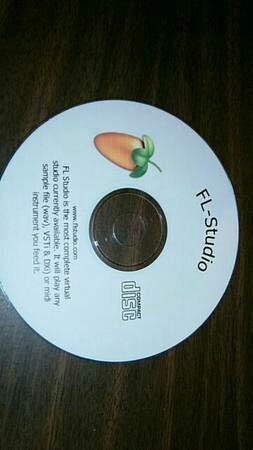 FL-Studio
COMPACT
disc
www.flstudio.com
FL Studio is the most complete virtual
studio currently available. It will play any
sample file (wav, VSTi & DXi) or midi
instrument you feed it.